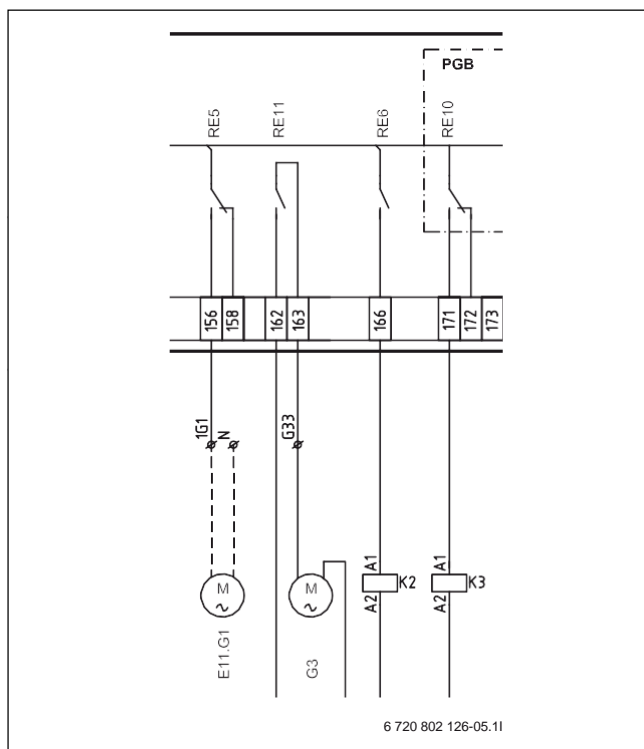 PGB
RE5 RE11 RE6 RE10
156 158 162 163 166 171 172 173
1G1 N G33
A1 A1
K2 K3
A2 A2
M ~ M ~
E11.G1 G3
6 720 802 126-05.1I